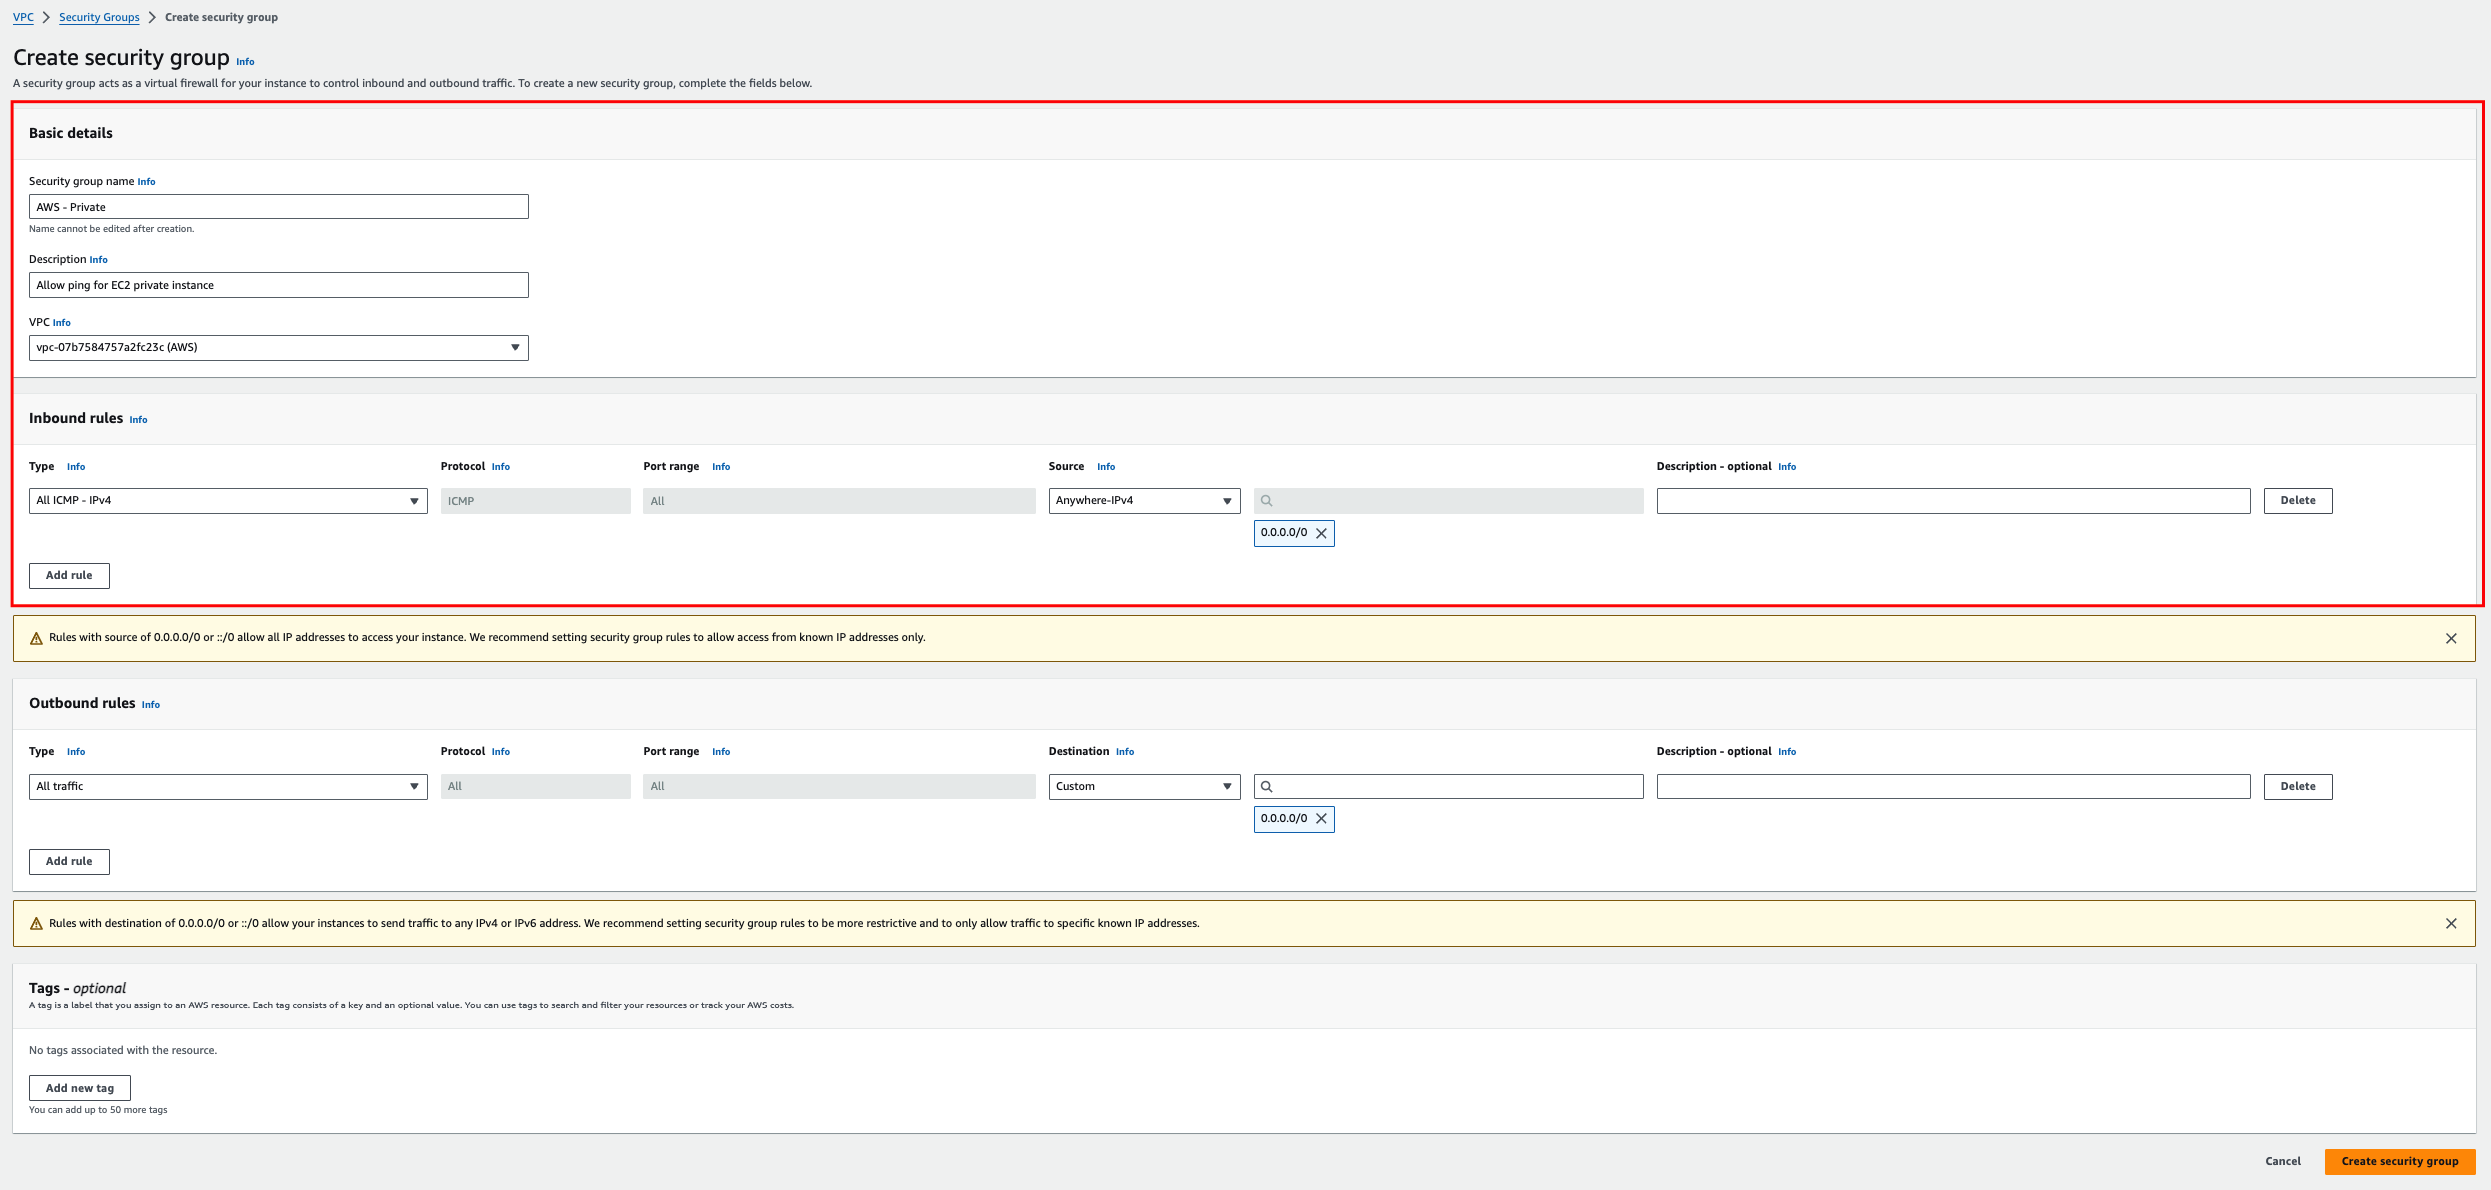 VPC > Security Groups > Create security group
Create security group Info
A security group acts as a virtual firewall for your instance to control inbound and outbound traffic. To create a new security group, complete the fields below.
Basic details
Security group name Info
AWS - Private
Name cannot be edited after creation.
Description Info
Allow ping for EC2 private instance
VPC Info
vpc-07b7584757a2fc23c (AWS)
Inbound rules Info
Type Info Protocol Info Port range Info Source Info Description - optional Info
All ICMP - IPv4 ICMP All Anywhere-IPv4 Delete
0.0.0.0/0
Add rule
Rules with source of 0.0.0.0/0 or ::/0 allow all IP addresses to access your instance. We recommend setting security group rules to allow access from known IP addresses only.
Outbound rules Info
Type Info Protocol Info Port range Info Destination Info Description - optional Info
All traffic All All Custom Delete
0.0.0.0/0
Add rule
Rules with destination of 0.0.0.0/0 or ::/0 allow your instances to send traffic to any IPv4 or IPv6 address. We recommend setting security group rules to be more restrictive and to only allow traffic to specific known IP addresses.
Tags - optional
A tag is a label that you assign to an AWS resource. Each tag consists of a key and an optional value. You can use tags to search and filter your resources or track your AWS costs.
No tags associated with the resource.
Add new tag
You can add up to 50 more tags
Cancel Create security group